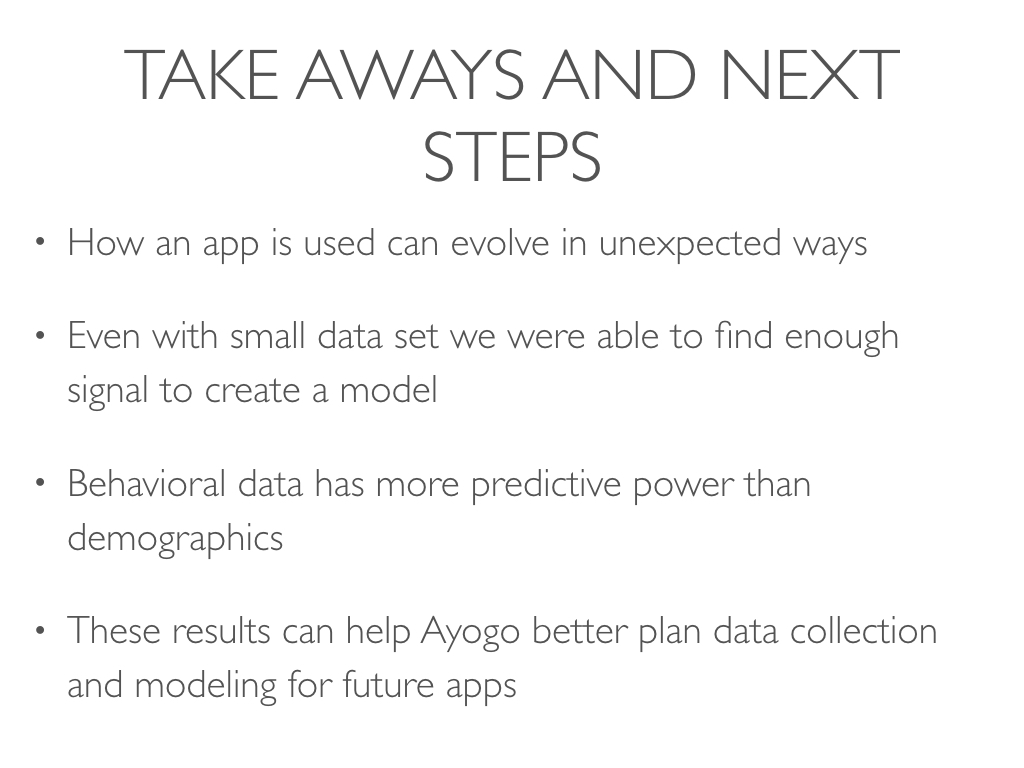 TAKE AWAYS AND NEXT
STEPS
• How an app is used can evolve in unexpected ways
• Even with small data set we were able to find enough
signal to create a model
• Behavioral data has more predictive power than
demographics
• These results can help Ayogo better plan data collection
and modeling for future apps